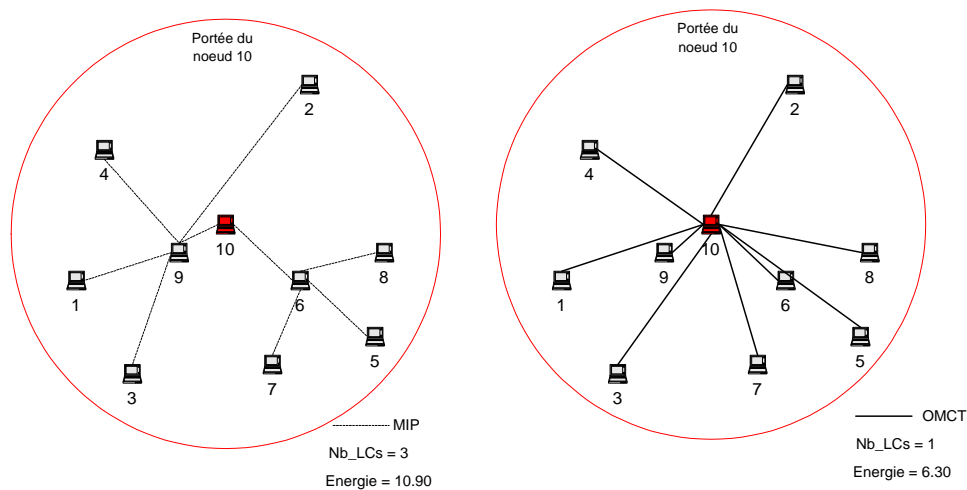 Portée du
noeud 10
2
4
10
9
8
1
6
5
7
3
MIP
Nb_LCs = 3
Energie = 10.90
Portée du
noeud 10
2
4
10
9
8
1
6
5
7
3
OMCT
Nb_LCs = 1
Energie = 6.30